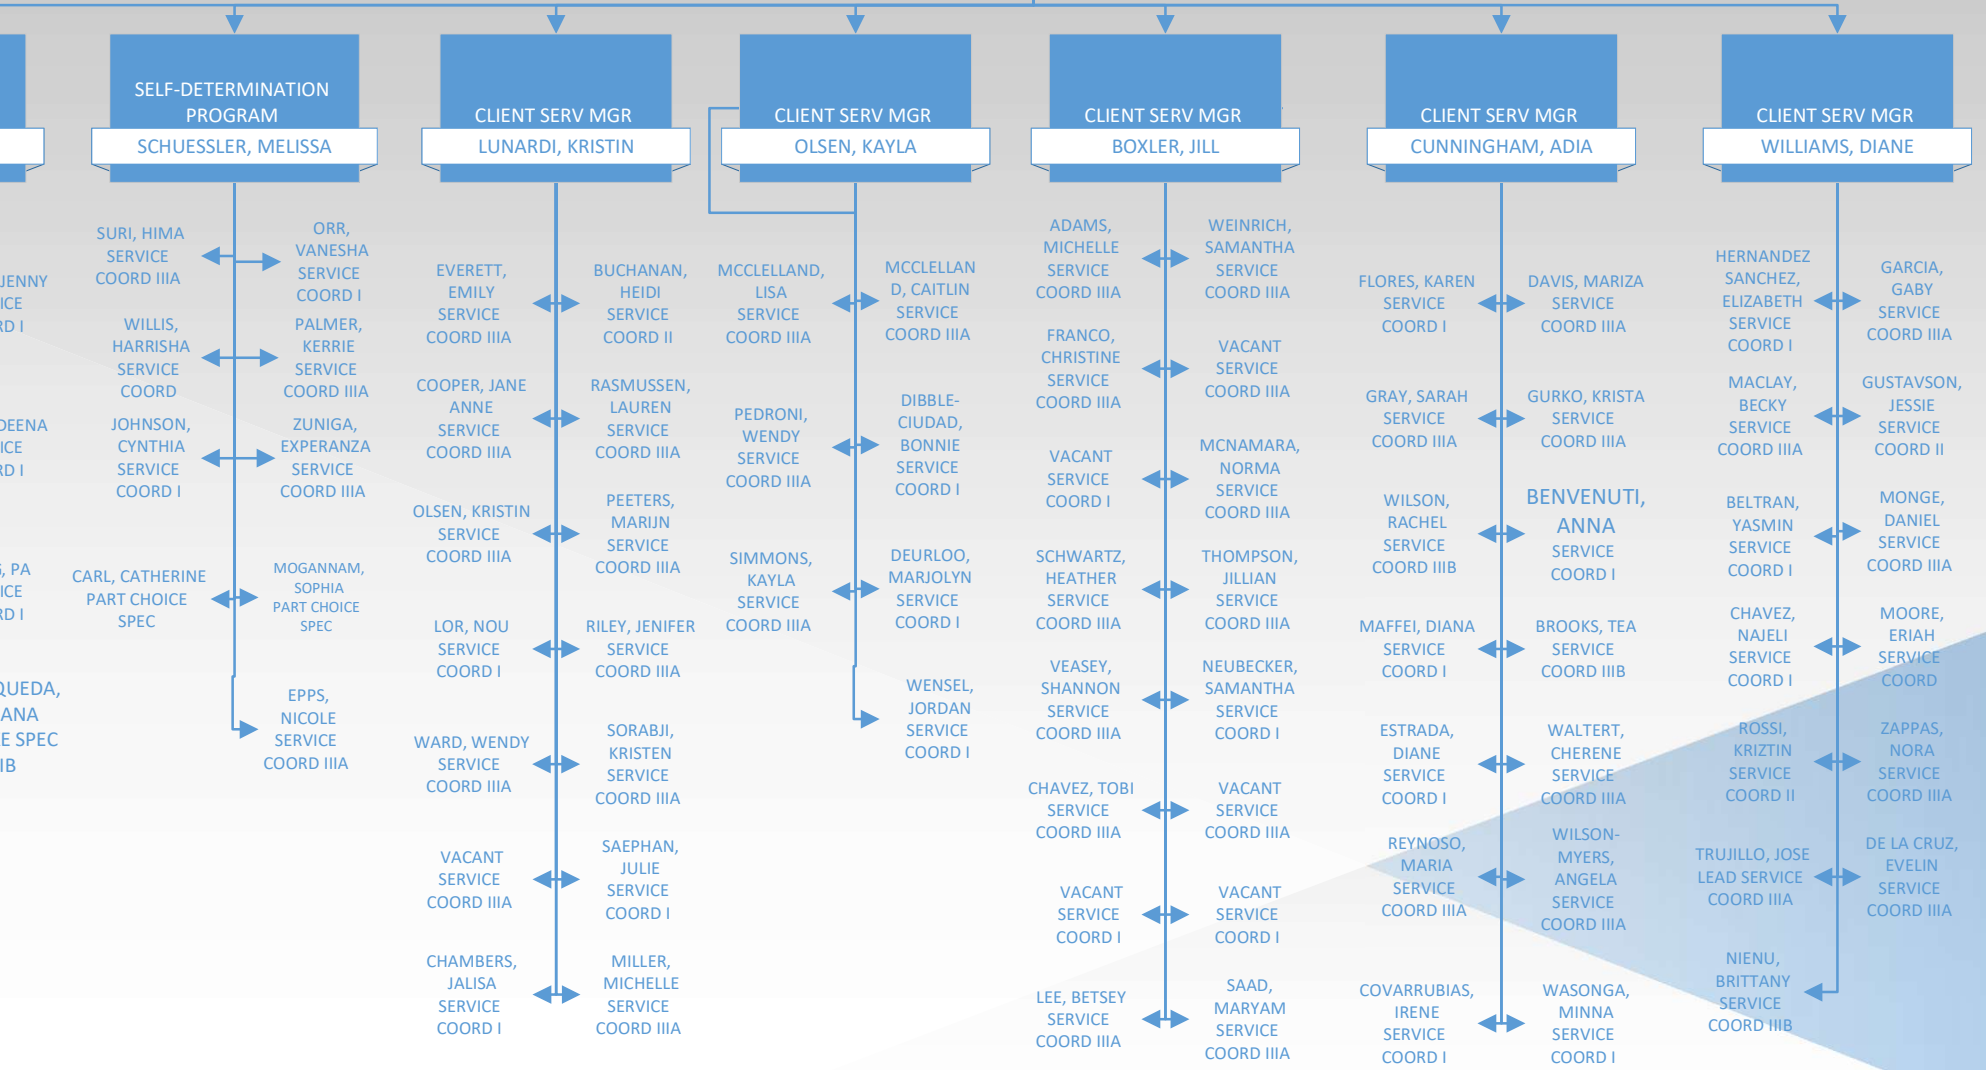 JENNY
ICE
RD I
DEENA
ICE
RD I
, PA
ICE
RD I
QUEDA,
ANA
E SPEC
IB
SELF-DETERMINATION
PROGRAM
SCHUESSLER, MELISSA
SURI, HIMA
SERVICE
COORD IIIA
ORR,
VANESHA
SERVICE
COORD I
WILLIS,
HARRISHA
SERVICE
COORD
PALMER,
KERRIE
SERVICE
COORD IIIA
JOHNSON,
CYNTHIA
SERVICE
COORD I
ZUNIGA,
EXPERANZA
SERVICE
COORD IIIA
CARL, CATHERINE
PART CHOICE
SPEC
MOGANNAM,
SOPHIA
PART CHOICE
SPEC
EPPS,
NICOLE
SERVICE
COORD IIIA
CLIENT SERV MGR
LUNARDI, KRISTIN
EVERETT,
EMILY
SERVICE
COORD IIIA
BUCHANAN,
HEIDI
SERVICE
COORD II
COOPER, JANE
ANNE
SERVICE
COORD IIIA
RASMUSSEN,
LAUREN
SERVICE
COORD IIIA
OLSEN, KRISTIN
SERVICE
COORD IIIA
PEETERS,
MARIJN
SERVICE
COORD IIIA
LOR, NOU
SERVICE
COORD I
RILEY, JENIFER
SERVICE
COORD IIIA
WARD, WENDY
SERVICE
COORD IIIA
SORABJI,
KRISTEN
SERVICE
COORD IIIA
VACANT
SERVICE
COORD IIIA
SAEPHAN,
JULIE
SERVICE
COORD I
CHAMBERS,
JALISA
SERVICE
COORD I
MILLER,
MICHELLE
SERVICE
COORD IIIA
CLIENT SERV MGR
OLSEN, KAYLA
MCCLELLAND,
LISA
SERVICE
COORD IIIA
MCCLELLAN
D, CAITLIN
SERVICE
COORD IIIA
PEDRONI,
WENDY
SERVICE
COORD IIIA
DIBBLE-
CIUDAD,
BONNIE
SERVICE
COORD I
SIMMONS,
KAYLA
SERVICE
COORD IIIA
DEURLOO,
MARJOLYN
SERVICE
COORD I
WENSEL,
JORDAN
SERVICE
COORD I
CLIENT SERV MGR
BOXLER, JILL
ADAMS,
MICHELLE
SERVICE
COORD IIIA
WEINRICH,
SAMANTHA
SERVICE
COORD IIIA
FRANCO,
CHRISTINE
SERVICE
COORD IIIA
VACANT
SERVICE
COORD IIIA
VACANT
SERVICE
COORD I
MCNAMARA,
NORMA
SERVICE
COORD IIIA
SCHWARTZ,
HEATHER
SERVICE
COORD IIIA
THOMPSON,
JILLIAN
SERVICE
COORD IIIA
VEASEY,
SHANNON
SERVICE
COORD IIIA
NEUBECKER,
SAMANTHA
SERVICE
COORD I
CHAVEZ, TOBI
SERVICE
COORD IIIA
VACANT
SERVICE
COORD IIIA
VACANT
SERVICE
COORD I
VACANT
SERVICE
COORD I
LEE, BETSEY
SERVICE
COORD IIIA
SAAD,
MARYAM
SERVICE
COORD IIIA
CLIENT SERV MGR
CUNNINGHAM, ADIA
FLORES, KAREN
SERVICE
COORD I
DAVIS, MARIZA
SERVICE
COORD IIIA
GRAY, SARAH
SERVICE
COORD IIIA
GURKO, KRISTA
SERVICE
COORD IIIA
WILSON,
RACHEL
SERVICE
COORD IIIB
BENVENUTI,
ANNA
SERVICE
COORD I
MAFFEI, DIANA
SERVICE
COORD I
BROOKS, TEA
SERVICE
COORD IIIB
ESTRADA,
DIANE
SERVICE
COORD I
WALTERT,
CHERENE
SERVICE
COORD IIIA
REYNOSO,
MARIA
SERVICE
COORD IIIA
WILSON-
MYERS,
ANGELA
SERVICE
COORD IIIA
COVARRUBIAS,
IRENE
SERVICE
COORD I
WASONGA,
MINNA
SERVICE
COORD I
CLIENT SERV MGR
WILLIAMS, DIANE
HERNANDEZ
SANCHEZ,
ELIZABETH
SERVICE
COORD I
GARCIA,
GABY
SERVICE
COORD IIIA
MACLAY,
BECKY
SERVICE
COORD IIIA
GUSTAVSON,
JESSIE
SERVICE
COORD II
BELTRAN,
YASMIN
SERVICE
COORD I
MONGE,
DANIEL
SERVICE
COORD IIIA
CHAVEZ,
NAJELI
SERVICE
COORD I
MOORE,
ERIAH
SERVICE
COORD
ROSSI,
KRIZTIN
SERVICE
COORD II
ZAPPAS,
NORA
SERVICE
COORD IIIA
TRUJILLO, JOSE
LEAD SERVICE
COORD IIIA
DE LA CRUZ,
EVELIN
SERVICE
COORD IIIA
NIENU,
BRITTANY
SERVICE
COORD IIIB